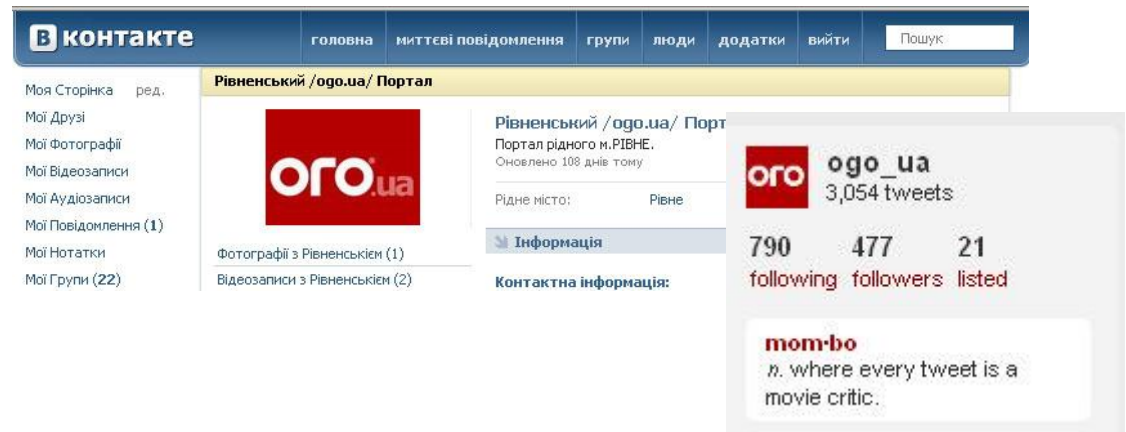 В контакте
головна миттєві повідомлення групи люди додатки вийти Пошук
Моя Сторінка ред.
Мої Друзі
Мої Фотографії
Мої Відеозаписи
Мої Аудіозаписи
Мої Повідомлення (1)
Мої Нотатки
Мої Групи (22)
Рівненський /ogo.ua/ Портал
ОГО.ua
Фотографії з Рівненськієм (1)
Відеозаписи з Рівненськієм (2)
Рівненський /ogo.ua/ Порт
Портал рідного м.РІВНЕ.
Оновлено 108 днів тому
Рідне місто: Рівне
Інформація
Контактна інформація:
ОГО
ogo_ua
3,054 tweets
790 477 21
following followers listed
mom·bo
n. where every tweet is a
movie critic.